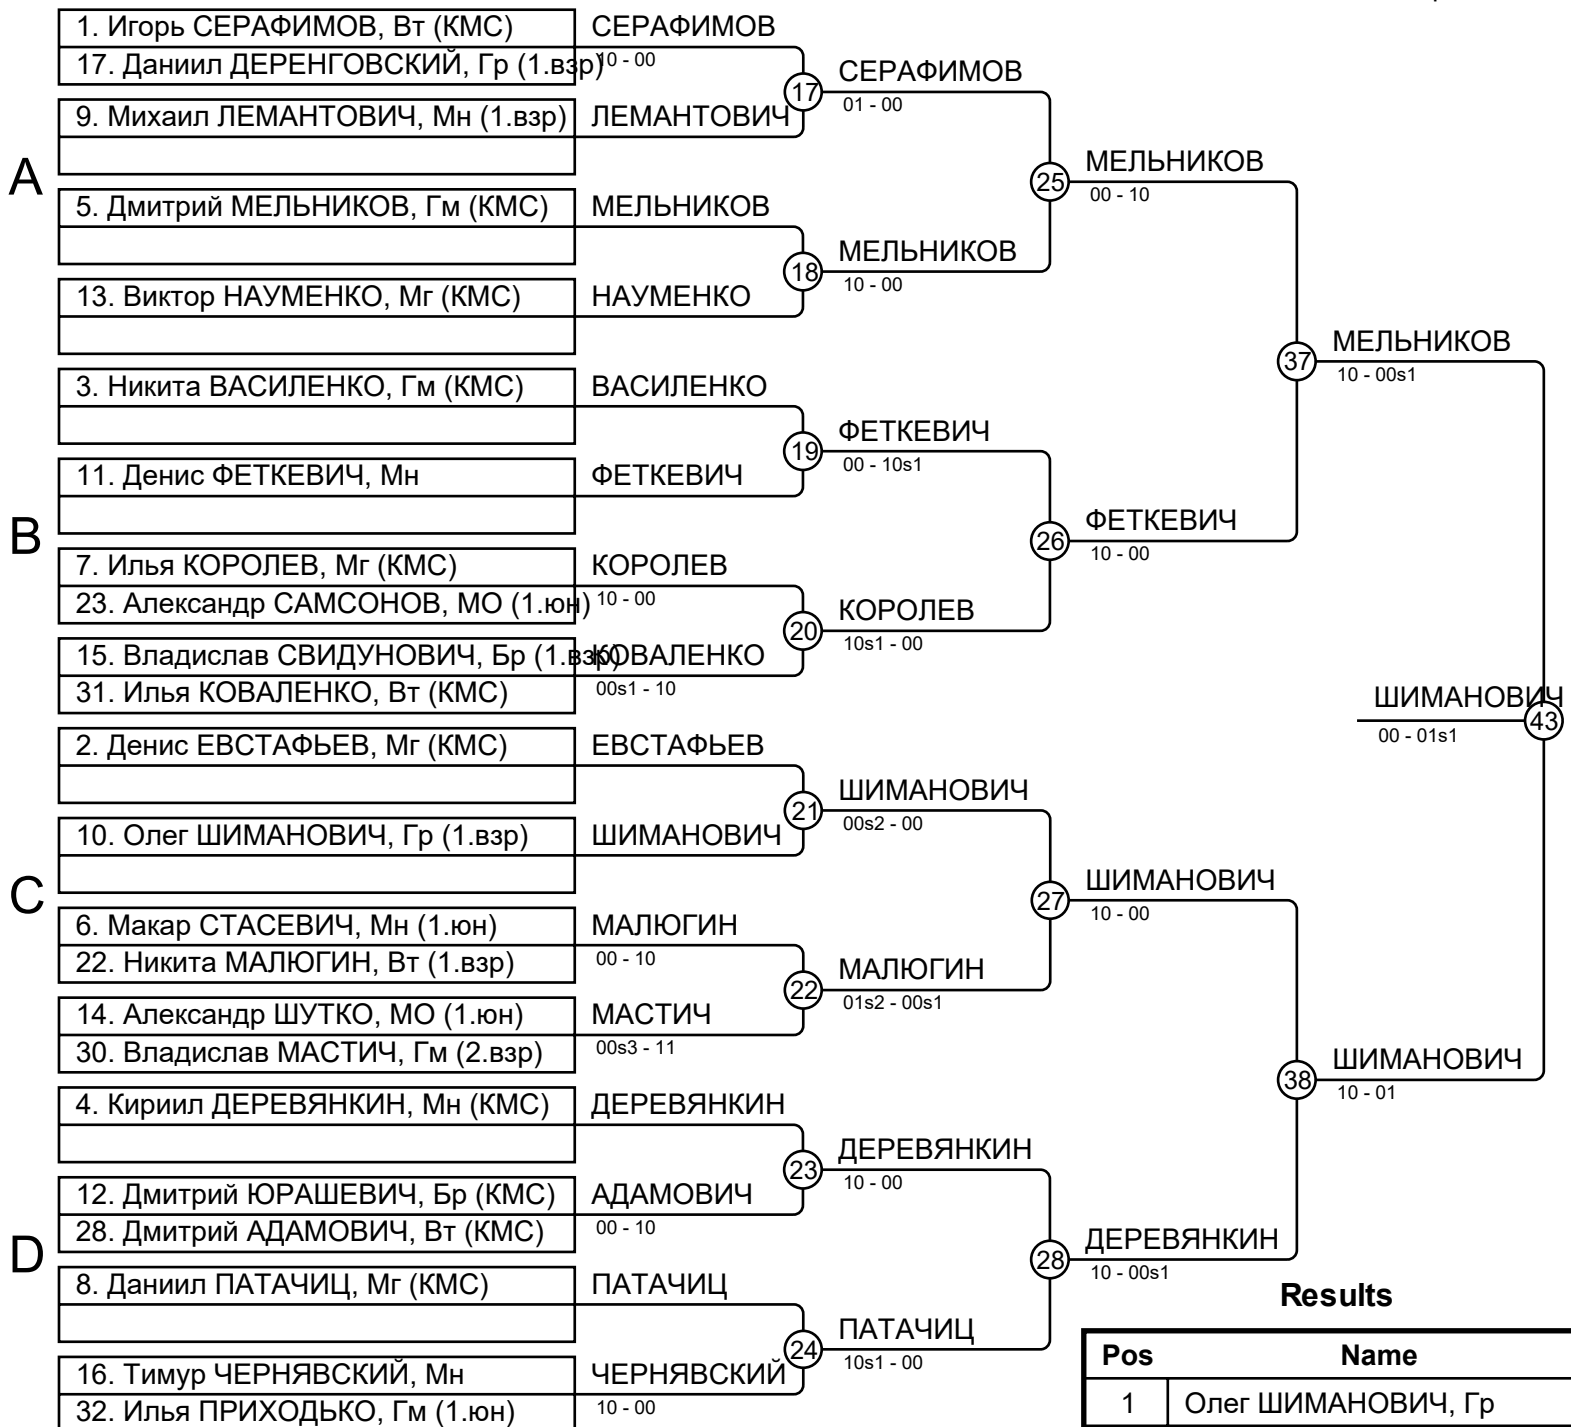 1. Игорь СЕРАФИМОВ, Вт (КМС)
СЕРАФИМОВ
17. Даниил ДЕРЕНГОВСКИЙ, Гр (1.взр)
10 - 00
17
СЕРАФИМОВ
01 - 00
9. Михаил ЛЕМАНТОВИЧ, Мн (1.взр)
ЛЕМАНТОВИЧ
A
25
МЕЛЬНИКОВ
00 - 10
5. Дмитрий МЕЛЬНИКОВ, Гм (КМС)
МЕЛЬНИКОВ
18
МЕЛЬНИКОВ
10 - 00
13. Виктор НАУМЕНКО, Мг (КМС)
НАУМЕНКО
37
МЕЛЬНИКОВ
10 - 00s1
3. Никита ВАСИЛЕНКО, Гм (КМС)
ВАСИЛЕНКО
19
ФЕТКЕВИЧ
00 - 10s1
11. Денис ФЕТКЕВИЧ, Мн
ФЕТКЕВИЧ
B
26
ФЕТКЕВИЧ
10 - 00
7. Илья КОРОЛЕВ, Мг (КМС)
КОРОЛЕВ
23. Александр САМСОНОВ, МО (1.юн)
10 - 00
20
КОРОЛЕВ
10s1 - 00
15. Владислав СВИДУНОВИЧ, Бр (1.взр)
КОВАЛЕНКО
31. Илья КОВАЛЕНКО, Вт (КМС)
00s1 - 10
ШИМАНОВИЧ
43
00 - 01s1
2. Денис ЕВСТАФЬЕВ, Мг (КМС)
ЕВСТАФЬЕВ
21
ШИМАНОВИЧ
00s2 - 00
10. Олег ШИМАНОВИЧ, Гр (1.взр)
ШИМАНОВИЧ
C
27
ШИМАНОВИЧ
10 - 00
6. Макар СТАСЕВИЧ, Мн (1.юн)
МАЛЮГИН
22. Никита МАЛЮГИН, Вт (1.взр)
00 - 10
22
МАЛЮГИН
01s2 - 00s1
14. Александр ШУТКО, МО (1.юн)
МАСТИЧ
30. Владислав МАСТИЧ, Гм (2.взр)
00s3 - 11
38
ШИМАНОВИЧ
10 - 01
4. Кириил ДЕРЕВЯНКИН, Мн (КМС)
ДЕРЕВЯНКИН
23
ДЕРЕВЯНКИН
10 - 00
12. Дмитрий ЮРАШЕВИЧ, Бр (КМС)
АДАМОВИЧ
28. Дмитрий АДАМОВИЧ, Вт (КМС)
00 - 10
D
28
ДЕРЕВЯНКИН
10 - 00s1
8. Даниил ПАТАЧИЦ, Мг (КМС)
ПАТАЧИЦ
24
ПАТАЧИЦ
10s1 - 00
16. Тимур ЧЕРНЯВСКИЙ, Мн
ЧЕРНЯВСКИЙ
32. Илья ПРИХОДЬКО, Гм (1.юн)
10 - 00
Results
Pos Name
1 Олег ШИМАНОВИЧ, Гр